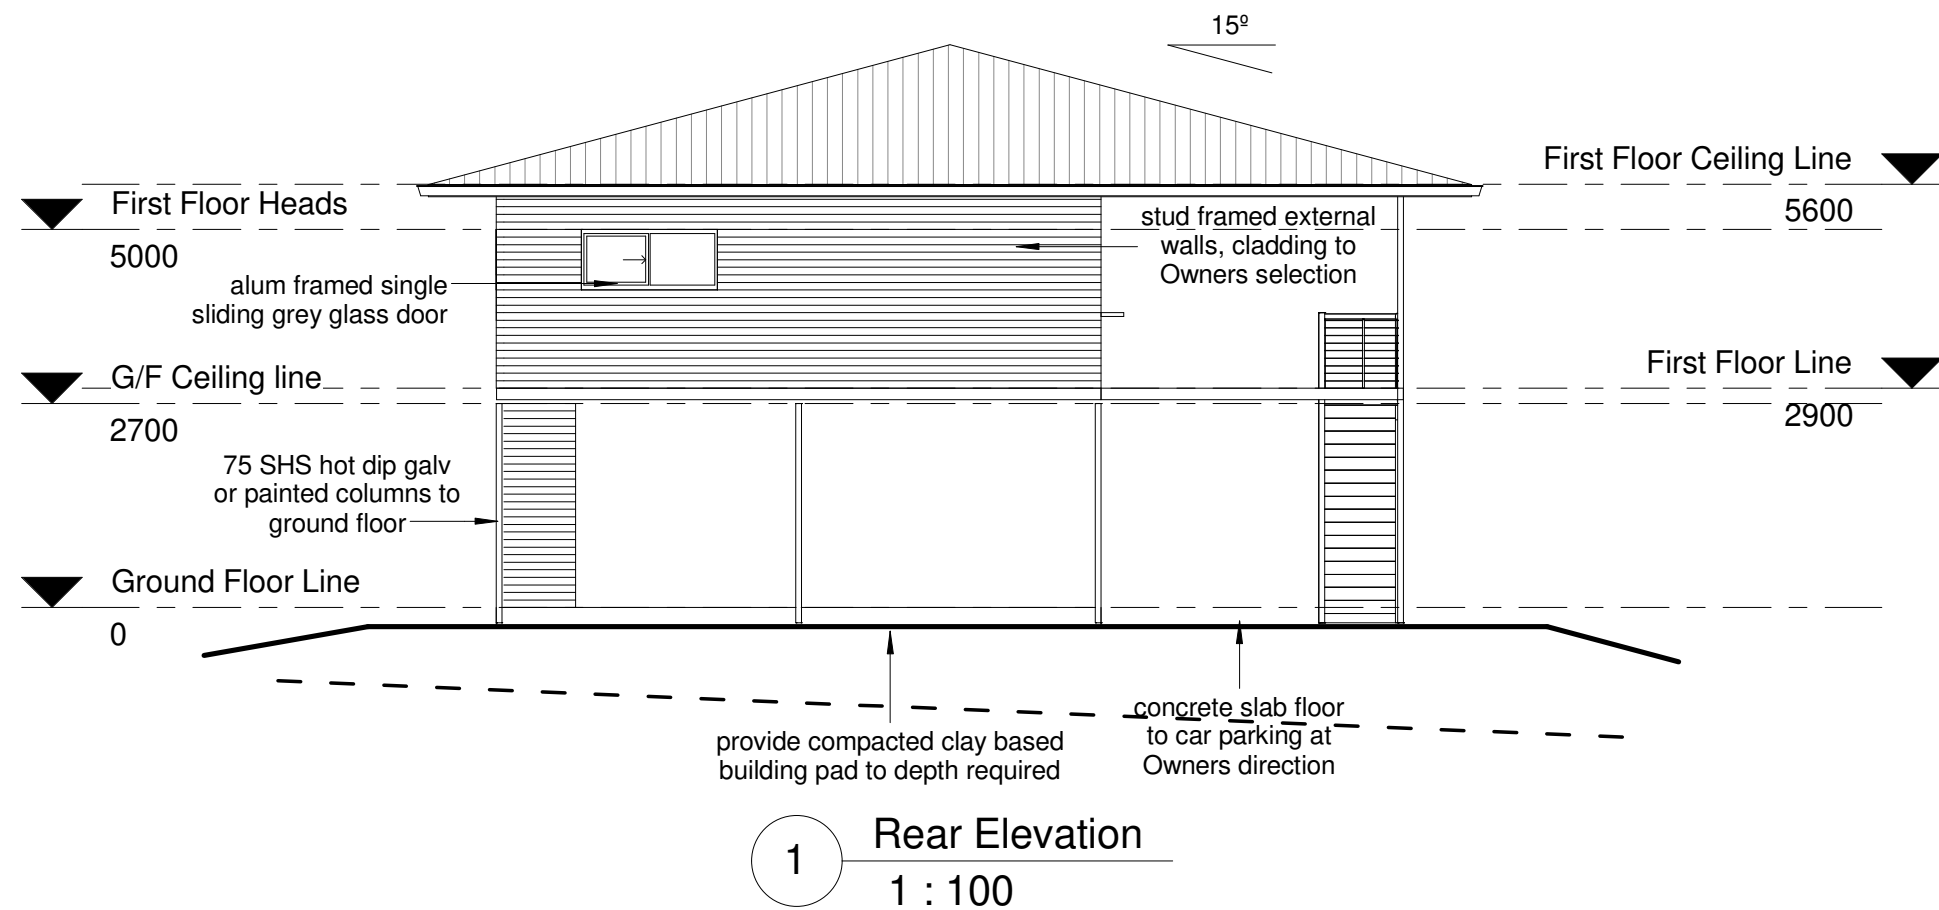 15º
First Floor Ceiling Line
5600
First Floor Heads
5000
stud framed external
walls, cladding to
Owners selection
alum framed single
sliding grey glass door
First Floor Line
2900
G/F Ceiling line
2700
75 SHS hot dip galv
or painted columns to
ground floor
Ground Floor Line
0
provide compacted clay based
building pad to depth required
concrete slab floor
to car parking at
Owners direction
1
Rear Elevation
1 : 100